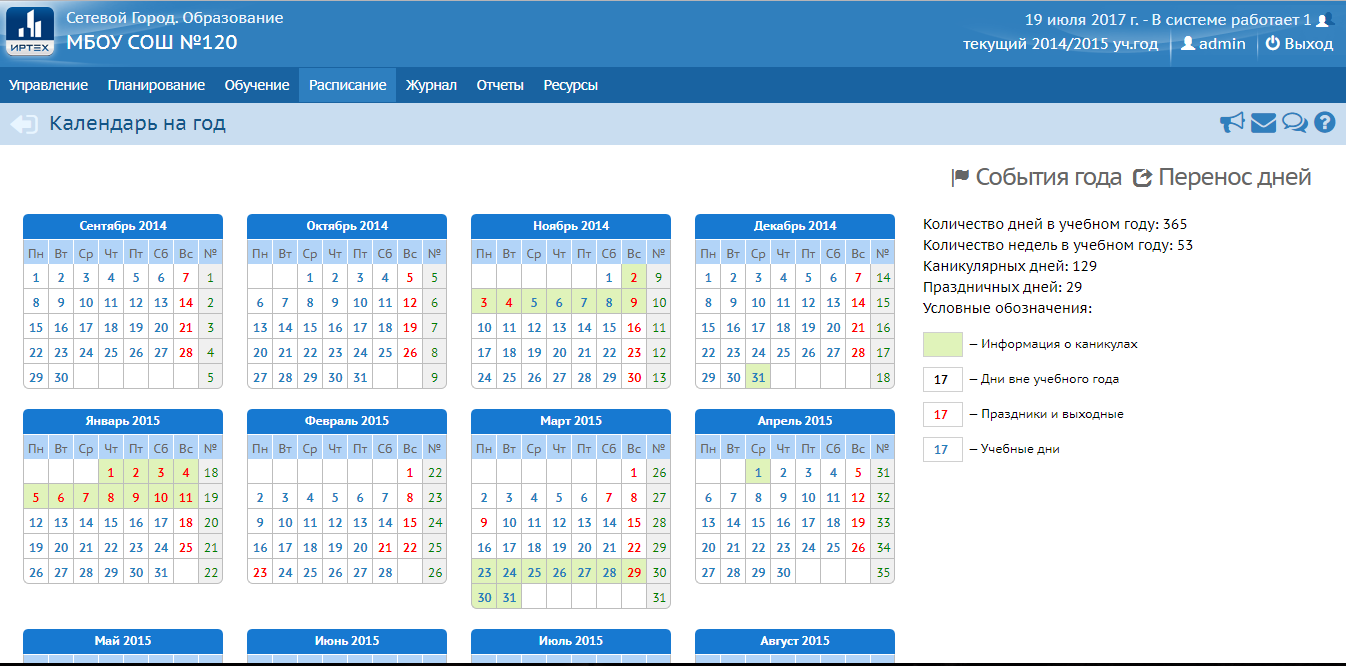 Сетевой Город. Образование
МБОУ СОШ №120
ИРТЕХ
19 июля 2017 г. - В системе работает 1
текущий 2014/2015 уч.год admin Выход
Управление Планирование Обучение Расписание Журнал Отчеты Ресурсы
Календарь на год
События года Перенос дней
Сентябрь 2014
Пн Вт Ср Чт Пт Сб Вс №
1 2 3 4 5 6 7 1
8 9 10 11 12 13 14 2
15 16 17 18 19 20 21 3
22 23 24 25 26 27 28 4
29 30 5
Октябрь 2014
Пн Вт Ср Чт Пт Сб Вс №
1 2 3 4 5 5
6 7 8 9 10 11 12 6
13 14 15 16 17 18 19 7
20 21 22 23 24 25 26 8
27 28 29 30 31 9
Ноябрь 2014
Пн Вт Ср Чт Пт Сб Вс №
1 2 9
3 4 5 6 7 8 9 10
10 11 12 13 14 15 16 11
17 18 19 20 21 22 23 12
24 25 26 27 28 29 30 13
Декабрь 2014
Пн Вт Ср Чт Пт Сб Вс №
1 2 3 4 5 6 7 14
8 9 10 11 12 13 14 15
15 16 17 18 19 20 21 16
22 23 24 25 26 27 28 17
29 30 31 18
Количество дней в учебном году: 365
Количество недель в учебном году: 53
Каникулярных дней: 129
Праздничных дней: 29
Условные обозначения:
– Информация о каникулах
17 – Дни вне учебного года
17 – Праздники и выходные
17 – Учебные дни
Январь 2015
Пн Вт Ср Чт Пт Сб Вс №
1 2 3 4 18
5 6 7 8 9 10 11 19
12 13 14 15 16 17 18 20
19 20 21 22 23 24 25 21
26 27 28 29 30 31 22
Февраль 2015
Пн Вт Ср Чт Пт Сб Вс №
1 22
2 3 4 5 6 7 8 23
9 10 11 12 13 14 15 24
16 17 18 19 20 21 22 25
23 24 25 26 27 28 26
Март 2015
Пн Вт Ср Чт Пт Сб Вс №
1 26
2 3 4 5 6 7 8 27
9 10 11 12 13 14 15 28
16 17 18 19 20 21 22 29
23 24 25 26 27 28 29 30
30 31 31
Апрель 2015
Пн Вт Ср Чт Пт Сб Вс №
1 2 3 4 5 31
6 7 8 9 10 11 12 32
13 14 15 16 17 18 19 33
20 21 22 23 24 25 26 34
27 28 29 30 35
Май 2015
Июнь 2015
Июль 2015
Август 2015